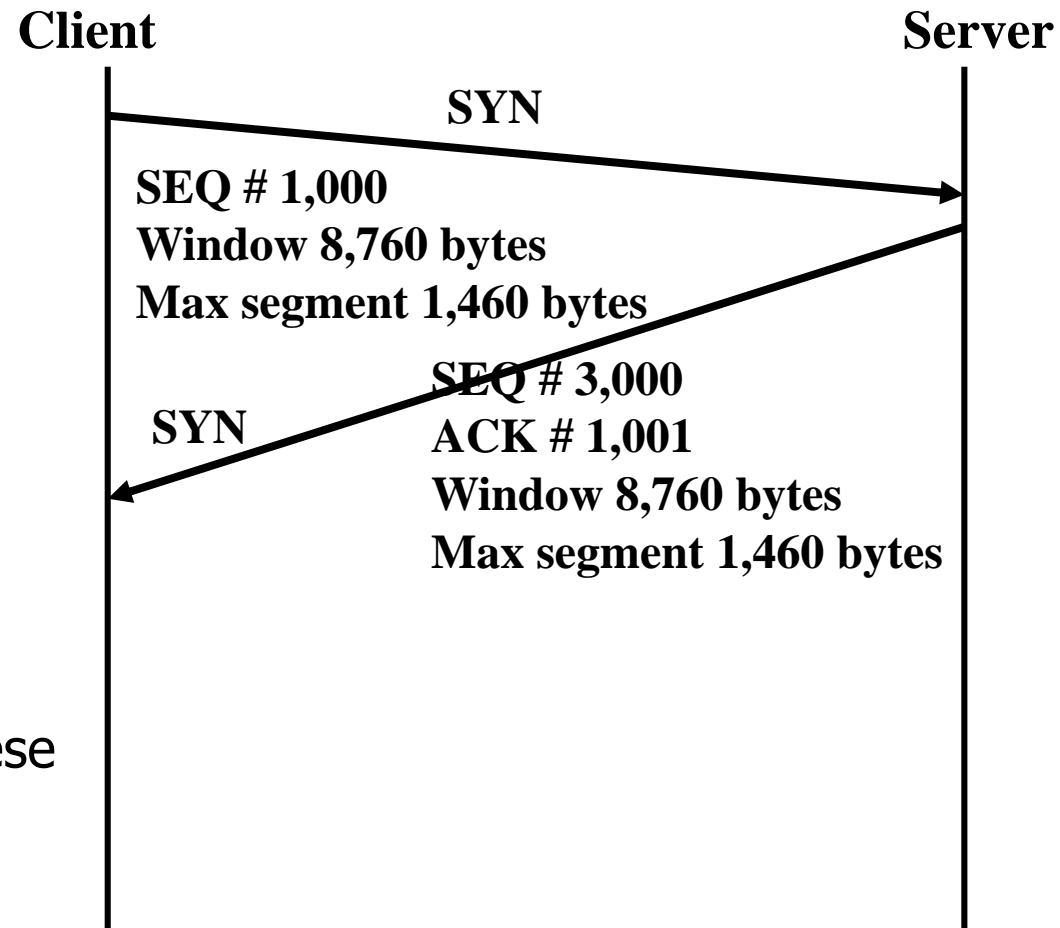 Client
Server
SYN
SEQ # 1,000
Window 8,760 bytes
Max segment 1,460 bytes
SEQ # 3,000
SYN
ACK # 1,001
Window 8,760 bytes
Max segment 1,460 bytes
ese